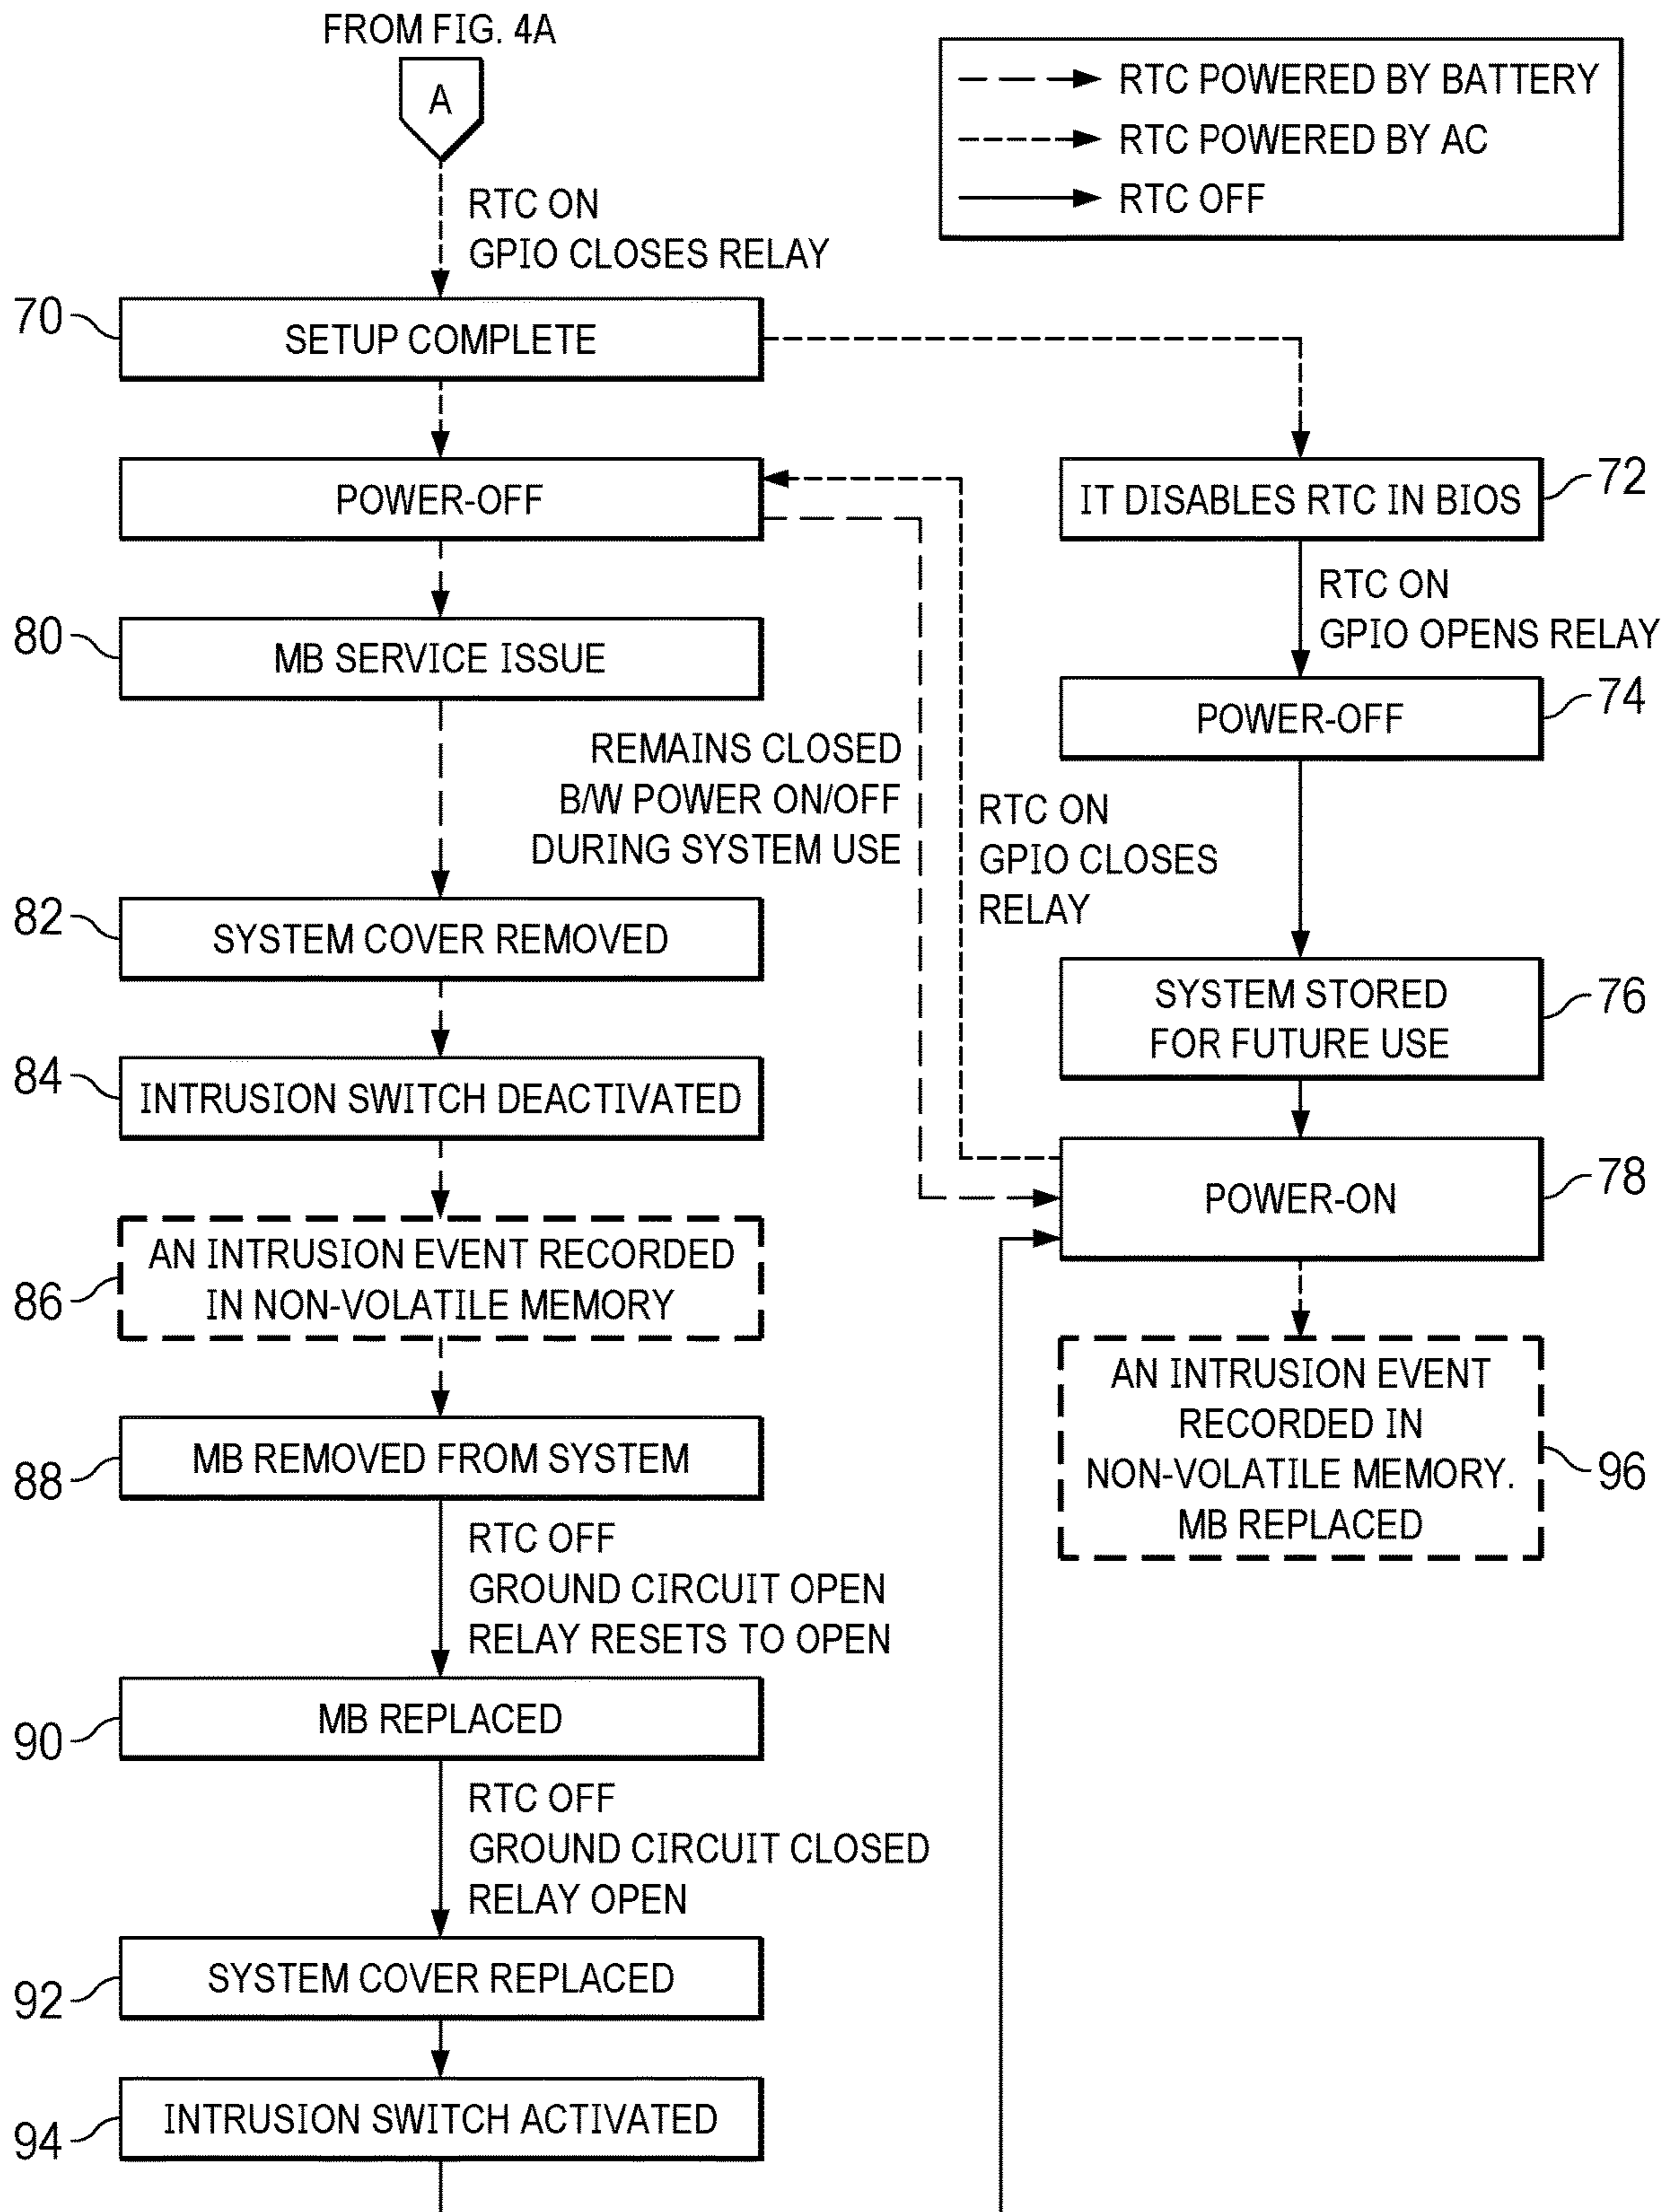 FROM FIG. 4A
A
RTC POWERED BY BATTERY
RTC POWERED BY AC
RTC OFF
RTC ON
GPIO CLOSES RELAY
70
SETUP COMPLETE
POWER-OFF
IT DISABLES RTC IN BIOS
72
RTC ON
GPIO OPENS RELAY
80
MB SERVICE ISSUE
POWER-OFF
74
REMAINS CLOSED
B/W POWER ON/OFF
DURING SYSTEM USE
RTC ON
GPIO CLOSES
RELAY
82
SYSTEM COVER REMOVED
SYSTEM STORED
FOR FUTURE USE
76
84
INTRUSION SWITCH DEACTIVATED
POWER-ON
78
86
AN INTRUSION EVENT RECORDED
IN NON-VOLATILE MEMORY
AN INTRUSION EVENT
RECORDED IN
NON-VOLATILE MEMORY.
MB REPLACED
96
88
MB REMOVED FROM SYSTEM
RTC OFF
GROUND CIRCUIT OPEN
RELAY RESETS TO OPEN
90
MB REPLACED
RTC OFF
GROUND CIRCUIT CLOSED
RELAY OPEN
92
SYSTEM COVER REPLACED
94
INTRUSION SWITCH ACTIVATED